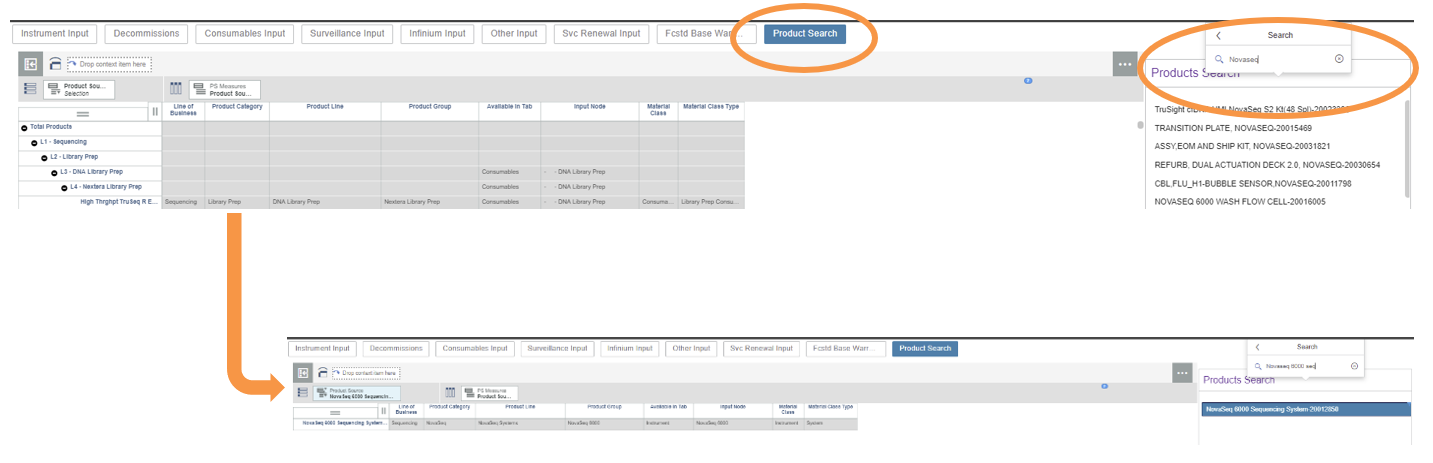 Instrument Input Decommissions Consumables Input Surveillance Input Infinium Input Other Input Svc Renewal Input Fcstd Base Warr... Product Search
Search
Novaseq
Drop context item here
Products Search
Product Sou...
Selection
PS Measures
Product Sou...
Line of Business Product Category Product Line Product Group Available In Tab Input Node Material Class Material Class Type
Total Products
L1 - Sequencing
L2 - Library Prep
L3 - DNA Library Prep Consumables - - DNA Library Prep
L4 - Nextera Library Prep Consumables - - DNA Library Prep
High Thrghpt TruSeq R E... Sequencing Library Prep DNA Library Prep Nextera Library Prep Consumables - - DNA Library Prep Consuma... Library Prep Consu...
TruSight NovaSeq S2 Kt(48 Spl)
TRANSITION PLATE, NOVASEQ-20015469
ASSY,EOM AND SHIP KIT, NOVASEQ-20031821
REFURB, DUAL ACTUATION DECK 2.0, NOVASEQ-20030654
CBL,FLU_H1-BUBBLE SENSOR,NOVASEQ-20011798
NOVASEQ 6000 WASH FLOW CELL-20016005
Instrument Input Decommissions Consumables Input Surveillance Input Infinium Input Other Input Svc Renewal Input Fcstd Base Warr... Product Search
Search
Novaseq 6000 seq
Drop context item here
Products Search
Product Source
NovaSeq 6000 Sequencin...
PS Measures
Product Sou...
Line of Business Product Category Product Line Product Group Available In Tab Input Node Material Class Material Class Type
NovaSeq 6000 Sequencing System... Sequencing NovaSeq NovaSeq Systems NovaSeq 6000 Instrument NovaSeq 6000 Instrument System
NovaSeq 6000 Sequencing System-20012850